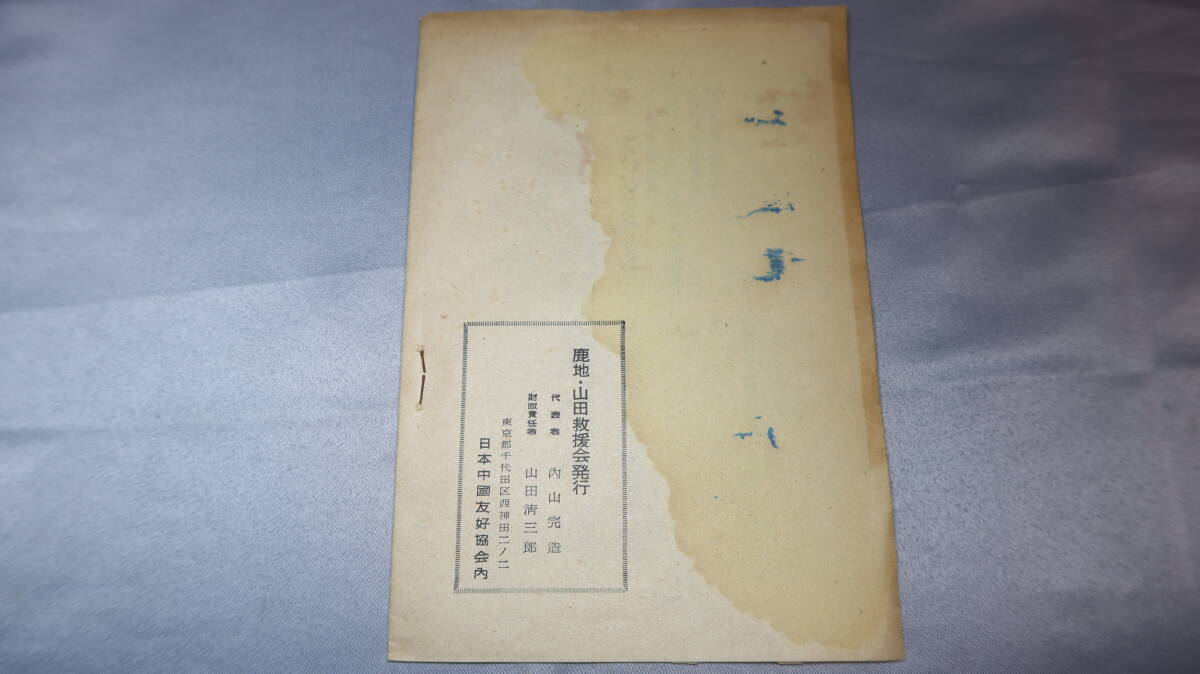 鹿地・山田救援会発行
代表者 内山完造
財政責任者 山田清三郎
東京都千代田区西神田二ノ二
日本中國友好協会內